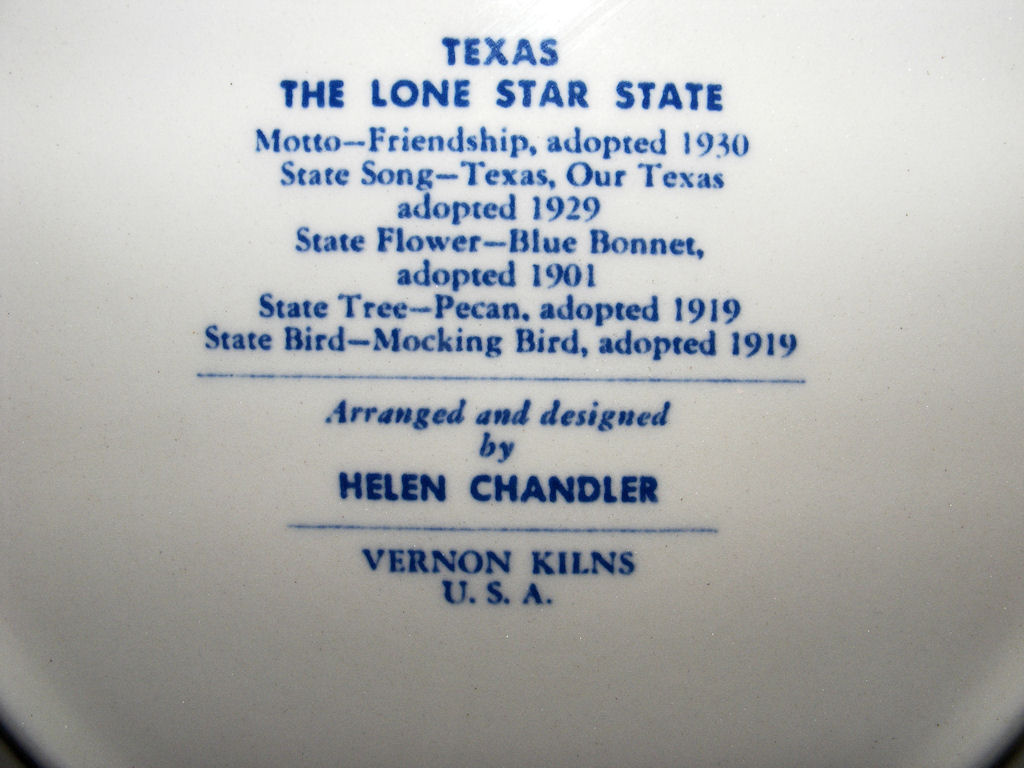 TEXAS
THE LONE STAR STATE
Motto—Friendship, adopted 1930
State Song—Texas, Our Texas
adopted 1929
State Flower—Blue Bonnet,
adopted 1901
State Tree—Pecan, adopted 1919
State Bird—Mocking Bird, adopted 1919
Arranged and designed
by
HELEN CHANDLER
VERNON KILNS
U. S. A.